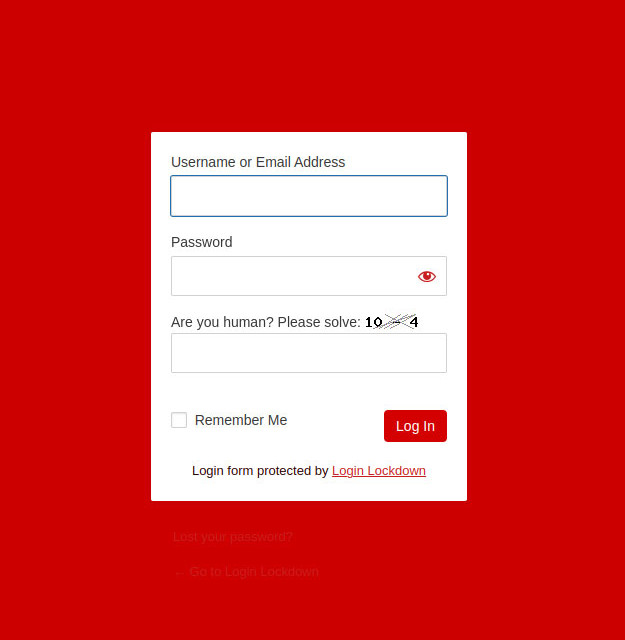 Username or Email Address
Password
Are you human? Please solve: 10 - 4
Remember Me
Log In
Login form protected by Login Lockdown
Lost your password?
← Go to Login Lockdown